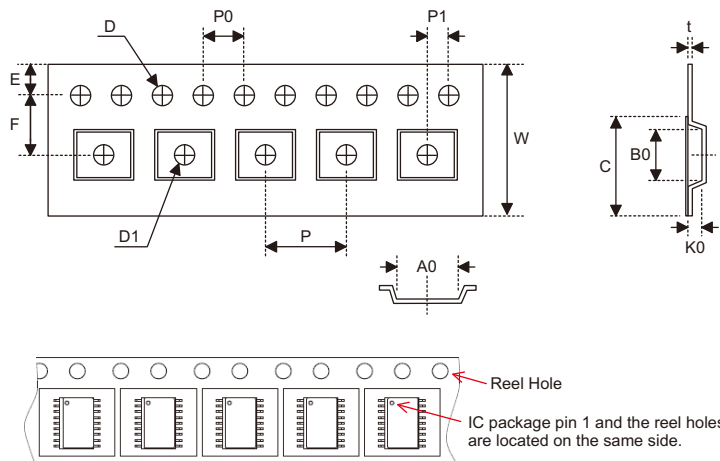 P0
P1
D
t
E
F
W
C
B0
D1
P
K0
A0
Reel Hole
IC package pin 1 and the reel holes
are located on the same side.